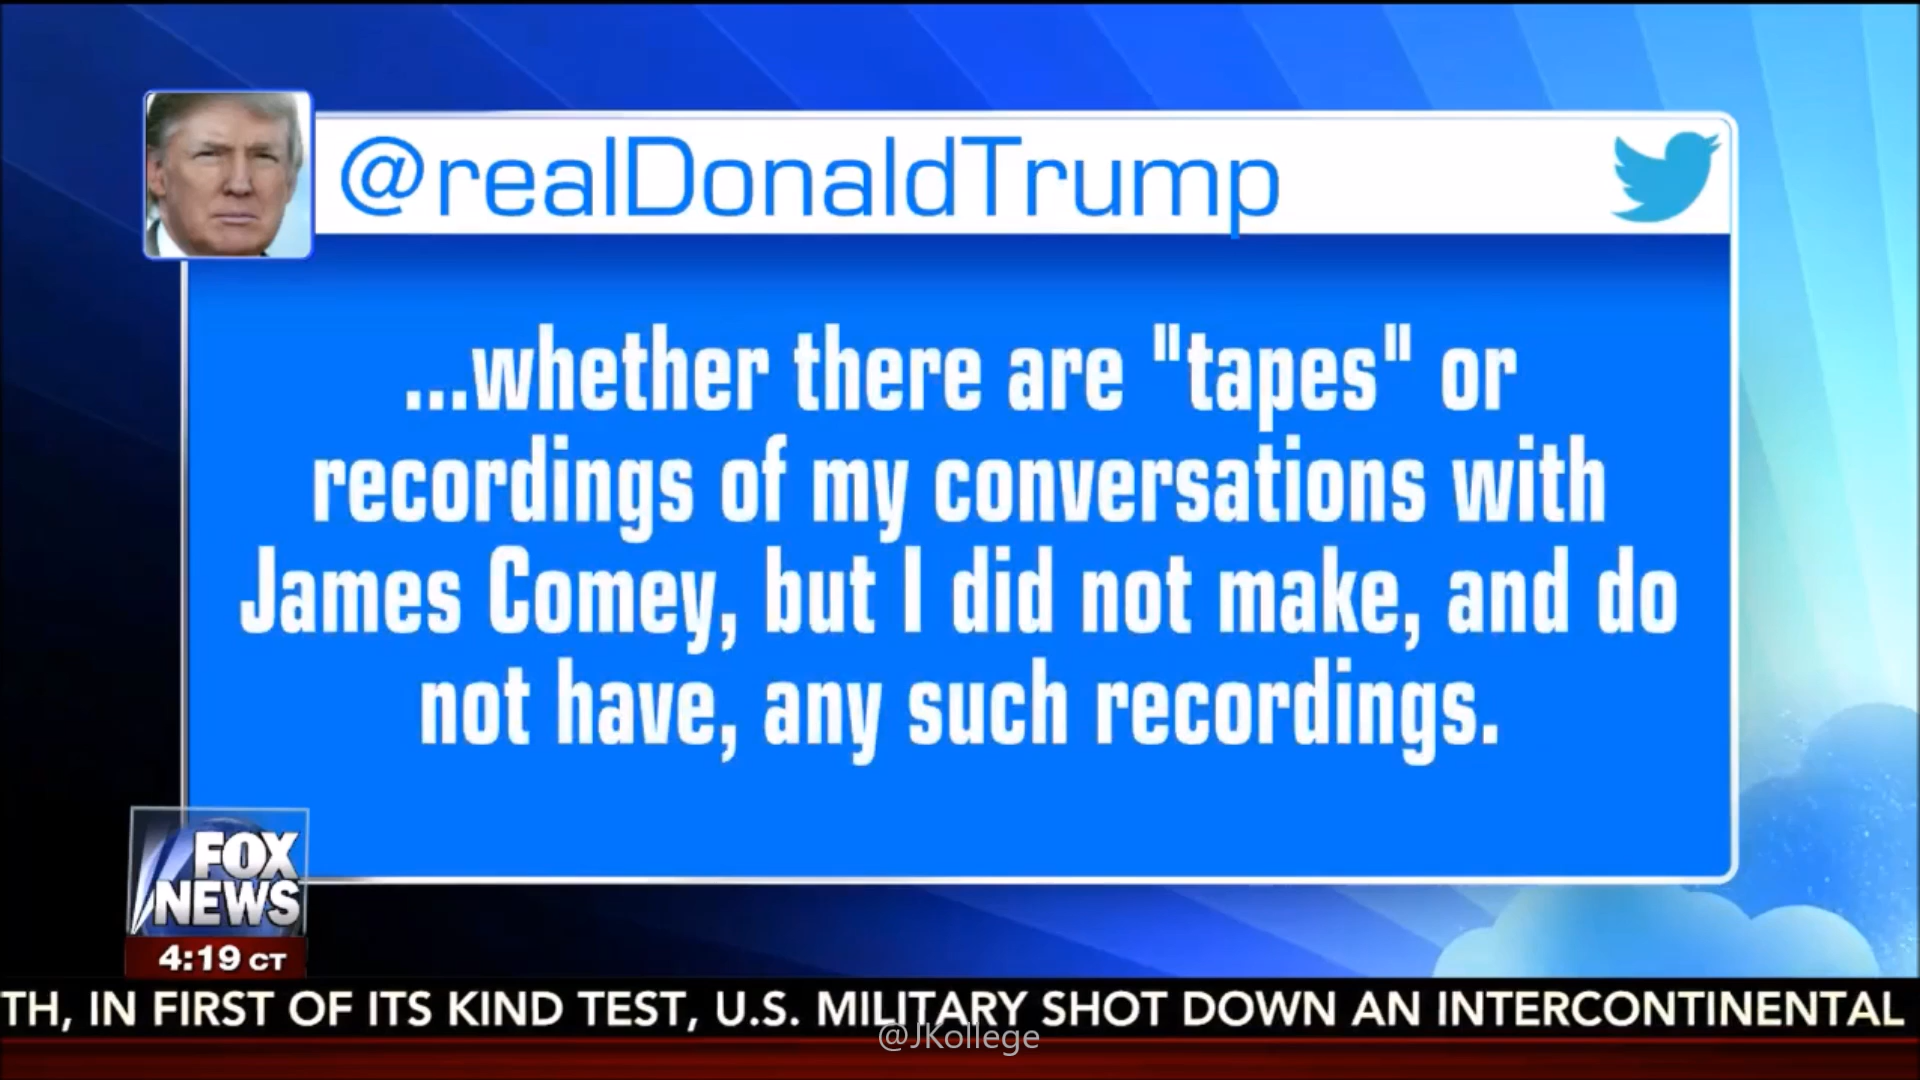 @realDonaldTrump
...whether there are "tapes" or
recordings of my conversations with
James Comey, but I did not make, and do
not have, any such recordings.
FOX
NEWS
4:19 CT
TH, IN FIRST OF ITS KIND TEST, U.S. MILITARY SHOT DOWN AN INTERCONTINENTAL
@JKollege